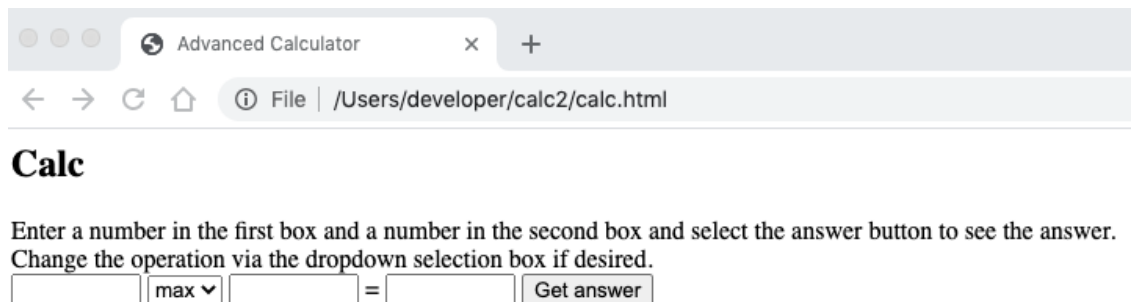 Advanced Calculator
File /Users/developer/calc2/calc.html
Calc
Enter a number in the first box and a number in the second box and select the answer button to see the answer.
Change the operation via the dropdown selection box if desired.
max = Get answer